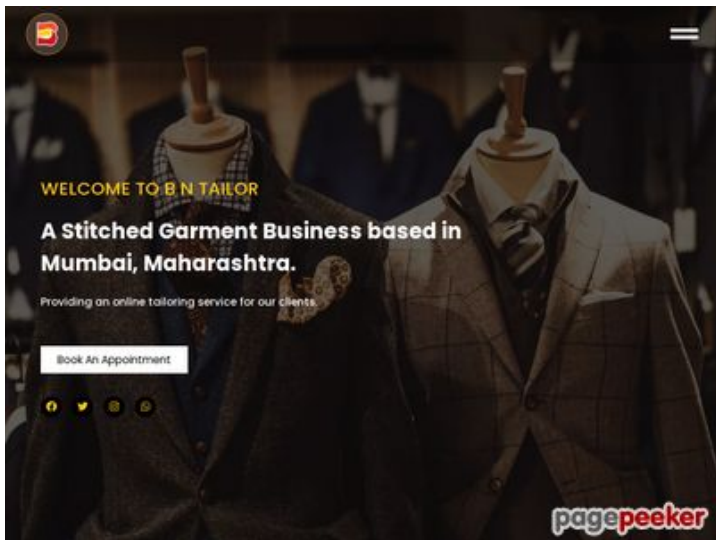 WELCOME TO B N TAILOR
A Stitched Garment Business based in
Mumbai, Maharashtra.
Providing an online tailoring service for our clients.
Book An Appointment
pagepeeker